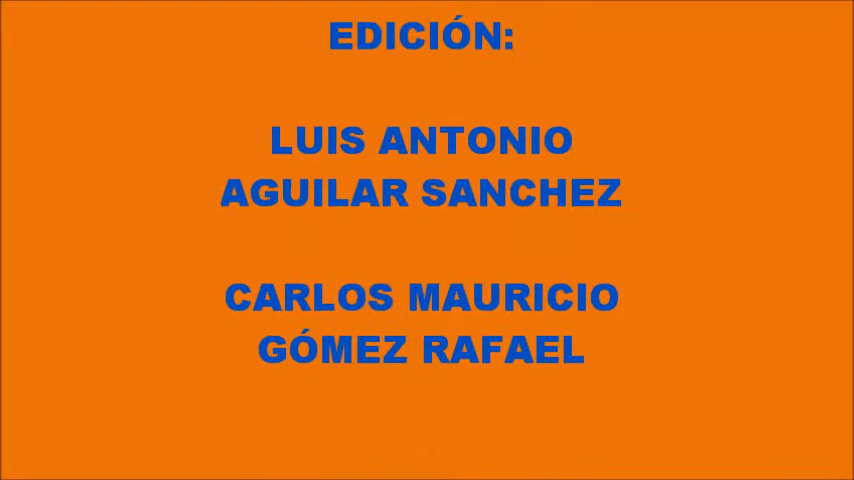 EDICIÓN:
LUIS ANTONIO
AGUILAR SANCHEZ
CARLOS MAURICIO
GÓMEZ RAFAEL